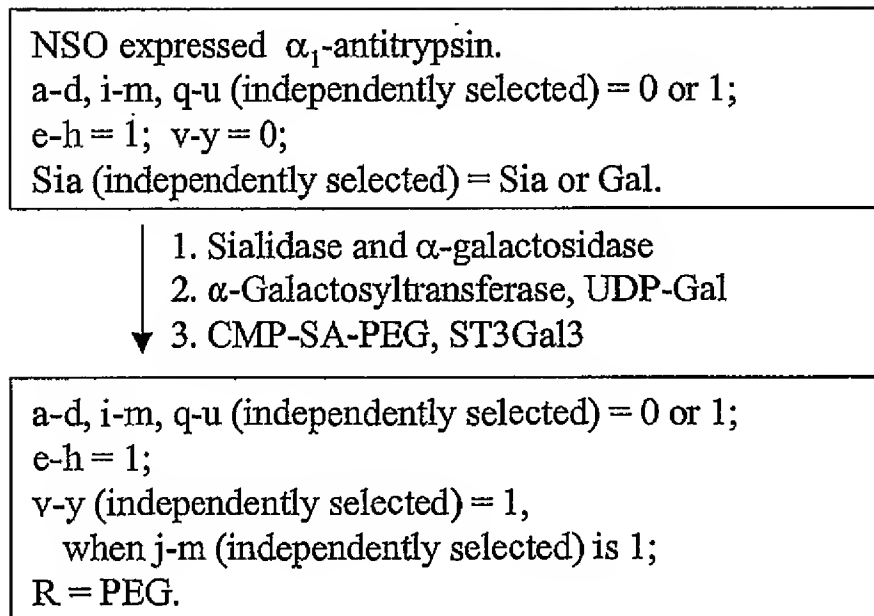 NSO expressed α₁-antitrypsin.
a-d, i-m, q-u (independently selected) = 0 or 1;
e-h = 1; v-y = 0;
Sia (independently selected) = Sia or Gal.
1. Sialidase and α-galactosidase
2. α-Galactosyltransferase, UDP-Gal
3. CMP-SA-PEG, ST3Gal3
a-d, i-m, q-u (independently selected) = 0 or 1;
e-h = 1;
v-y (independently selected) = 1,
when j-m (independently selected) is 1;
R = PEG.